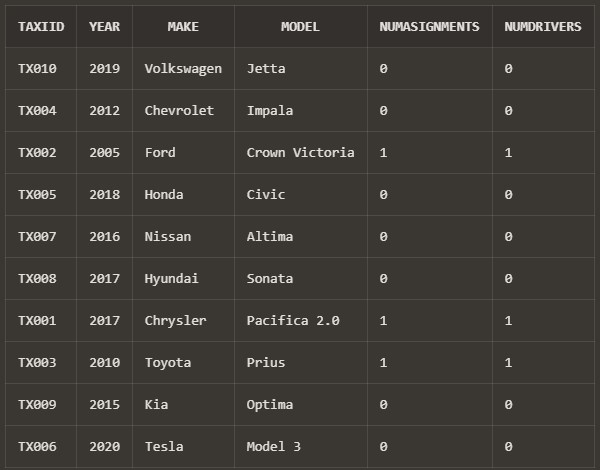 TAXIID YEAR MAKE MODEL NUMASIGNMENTS NUMDRIVERS
TX010 2019 Volkswagen Jetta 0 0
TX004 2012 Chevrolet Impala 0 0
TX002 2005 Ford Crown Victoria 1 1
TX005 2018 Honda Civic 0 0
TX007 2016 Nissan Altima 0 0
TX008 2017 Hyundai Sonata 0 0
TX001 2017 Chrysler Pacifica 2.0 1 1
TX003 2010 Toyota Prius 1 1
TX009 2015 Kia Optima 0 0
TX006 2020 Tesla Model 3 0 0